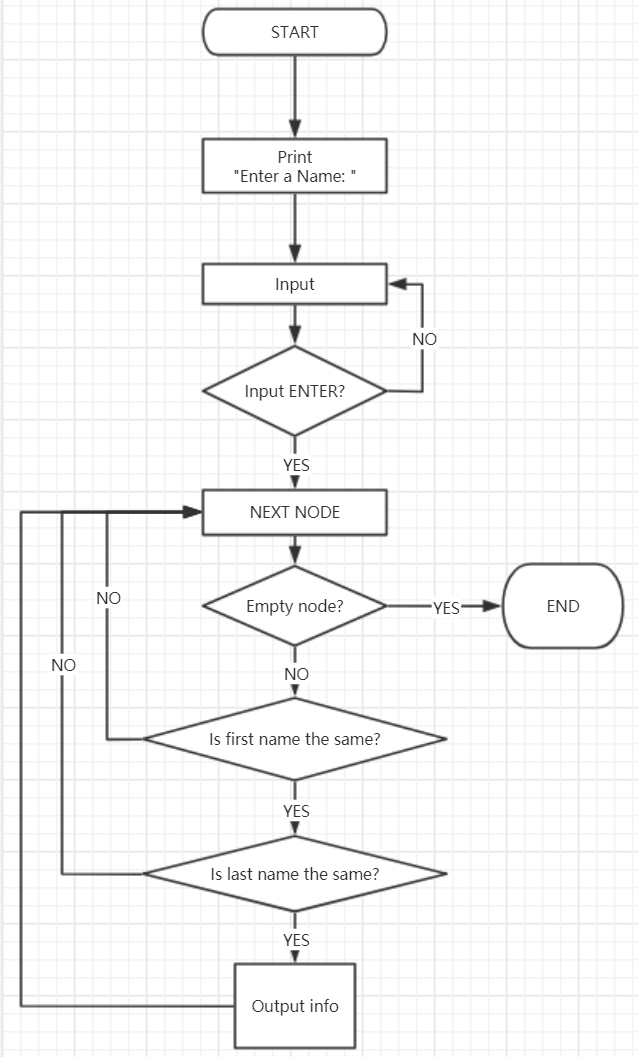 START
Print
"Enter a Name: "
Input
NO
Input ENTER?
YES
NEXT NODE
NO
Empty node?
YES
END
NO
NO
Is first name the same?
YES
Is last name the same?
YES
Output info